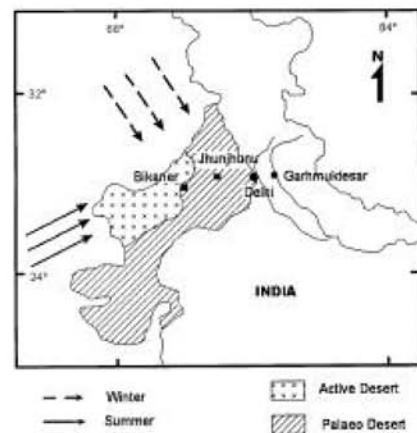 68° 84°
N
32°
Jhunjhunu
Bikaner Garhmuktesar
Delhi
24°
INDIA
Winter Active Desert
Summer Palaeo Desert